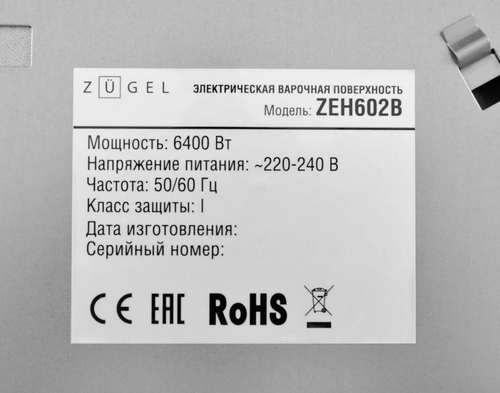 ZÜGEL
ЭЛЕКТРИЧЕСКАЯ ВАРОЧНАЯ ПОВЕРХНОСТЬ
Модель: ZEH602B
Мощность: 6400 Вт
Напряжение питания: ~220-240 В
Частота: 50/60 Гц
Класс защиты: I
Дата изготовления:
Серийный номер:
CE EAC RoHS